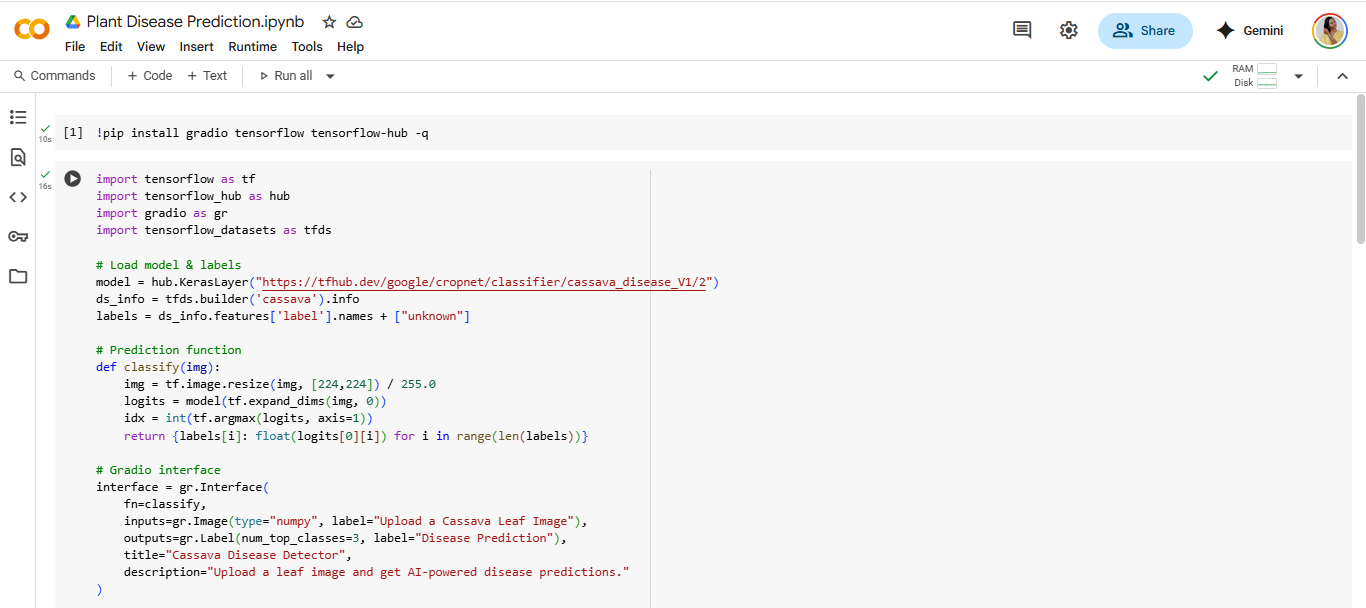 Plant Disease Prediction.ipynb
File Edit View Insert Runtime Tools Help
Share
Gemini
Commands + Code + Text Run all
RAM
Disk
10s
[1] !pip install gradio tensorflow tensorflow-hub -q
16s
import tensorflow as tf
import tensorflow_hub as hub
import gradio as gr
import tensorflow_datasets as tfds
# Load model & labels
model = hub.KerasLayer("https://tfhub.dev/google/cropnet/classifier/cassava_disease_V1/2")
ds_info = tfds.builder('cassava').info
labels = ds_info.features['label'].names + ["unknown"]
# Prediction function
def classify(img):
    img = tf.image.resize(img, [224,224]) / 255.0
    logits = model(tf.expand_dims(img, 0))
    idx = int(tf.argmax(logits, axis=1))
    return {labels[i]: float(logits[0][i]) for i in range(len(labels))}
# Gradio interface
interface = gr.Interface(
    fn=classify,
    inputs=gr.Image(type="numpy", label="Upload a Cassava Leaf Image"),
    outputs=gr.Label(num_top_classes=3, label="Disease Prediction"),
    title="Cassava Disease Detector",
    description="Upload a leaf image and get AI-powered disease predictions."
)